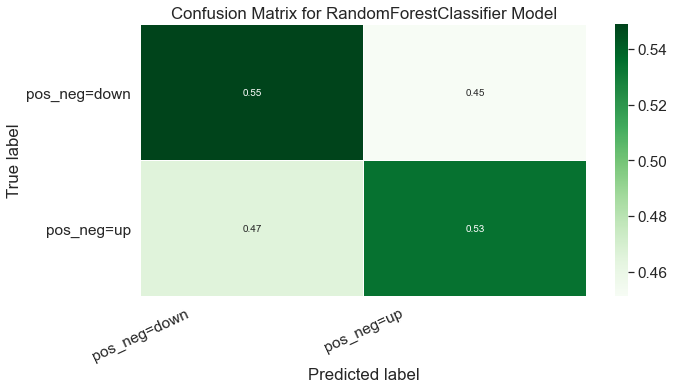 Confusion Matrix for RandomForestClassifier Model
True label
pos_neg=down
0.55
0.45
pos_neg=up
0.47
0.53
pos_neg=down
pos_neg=up
Predicted label
0.54
0.52
0.50
0.48
0.46